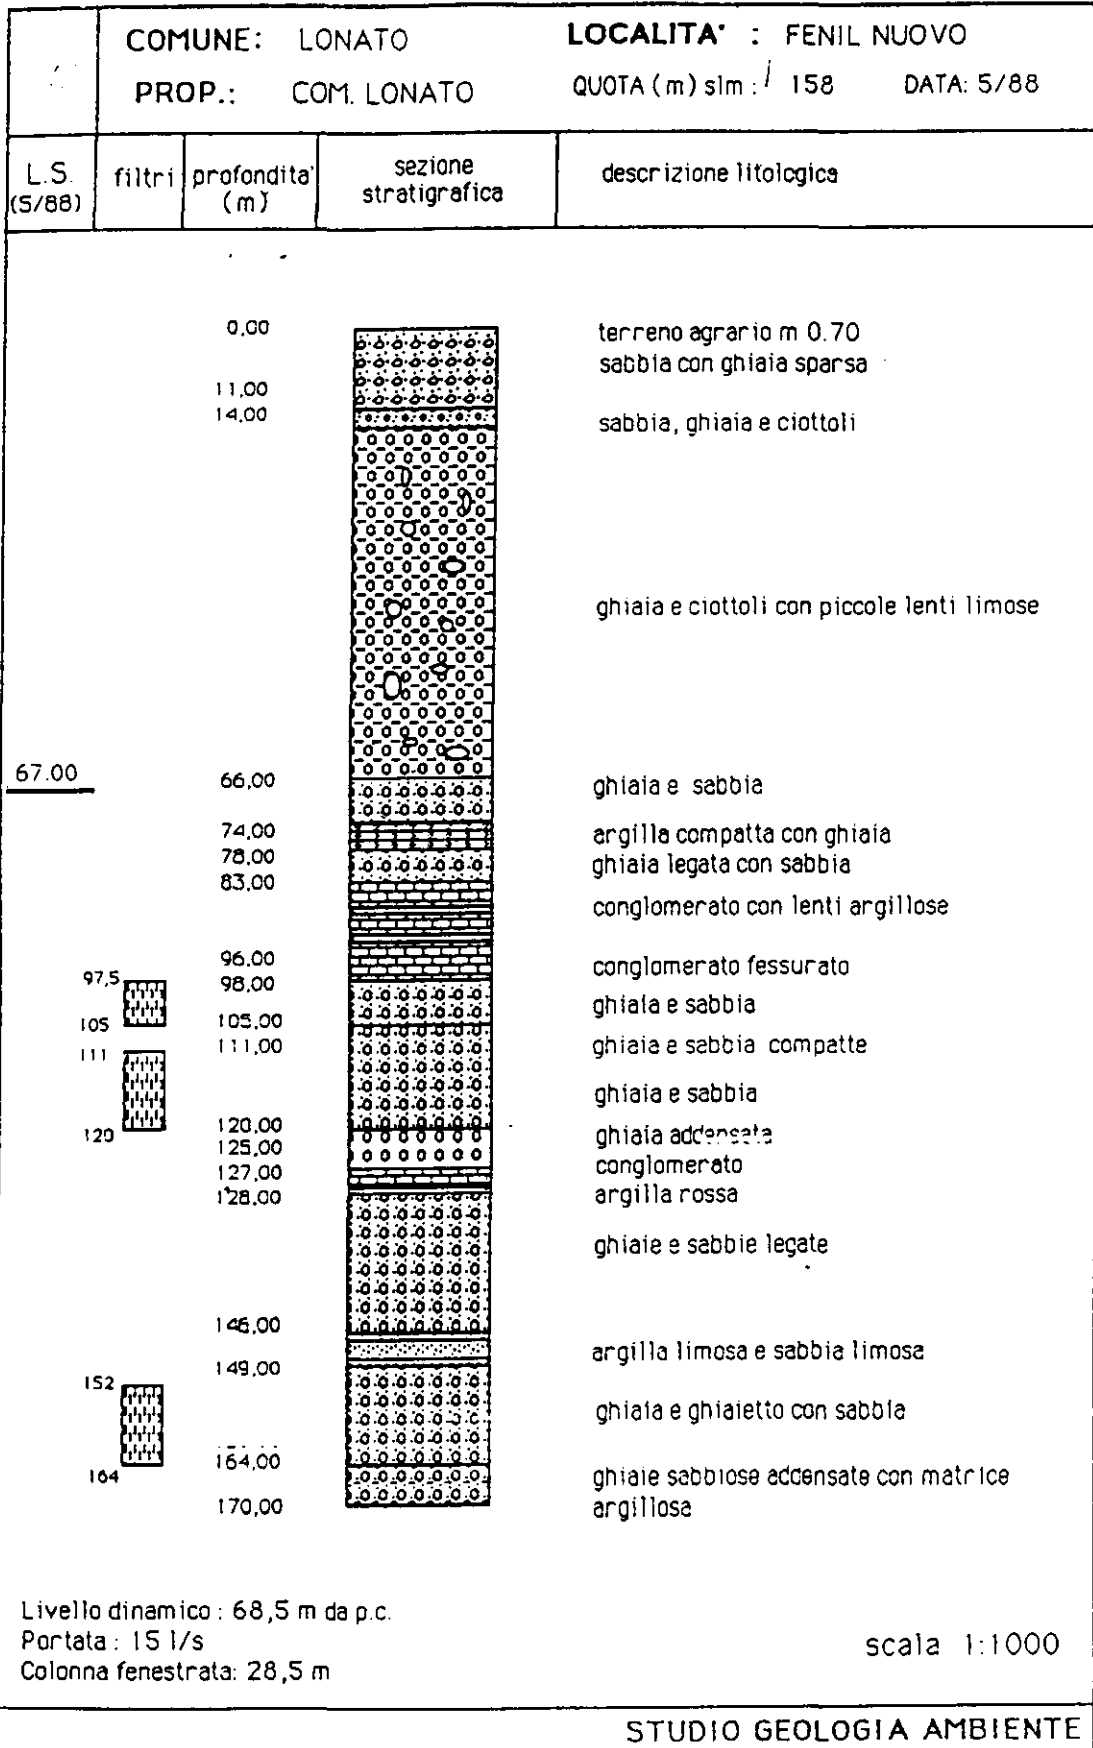 COMUNE: LONATO LOCALITA' : FENIL NUOVO
PROP.: COM. LONATO QUOTA (m) slm : 158 DATA: 5/88
L.S. (5/88) filtri profondita' (m) sezione stratigrafica descrizione litologica
0,00 terreno agrario m 0.70
sabbia con ghiaia sparsa
11,00
14,00 sabbia, ghiaia e ciottoli
ghiaia e ciottoli con piccole lenti limose
67.00 66,00 ghiaia e sabbia
74,00 argilla compatta con ghiaia
78,00 ghiaia legata con sabbia
83,00
conglomerato con lenti argillose
96,00 conglomerato fessurato
97,5 98,00
ghiaia e sabbia
105 105,00
111 111,00 ghiaia e sabbia compatte
ghiaia e sabbia
120 120,00 ghiaia addensata
125,00
127,00 conglomerato
128,00 argilla rossa
ghiaie e sabbie legate
146,00
argilla limosa e sabbia limosa
149,00
152
ghiaia e ghiaietto con sabbia
164 164,00
ghiaie sabbiose addensate con matrice
170,00 argillosa
Livello dinamico : 68,5 m da p.c.
Portata : 15 l/s
Colonna fenestrata: 28,5 m
scala 1:1000
STUDIO GEOLOGIA AMBIENTE